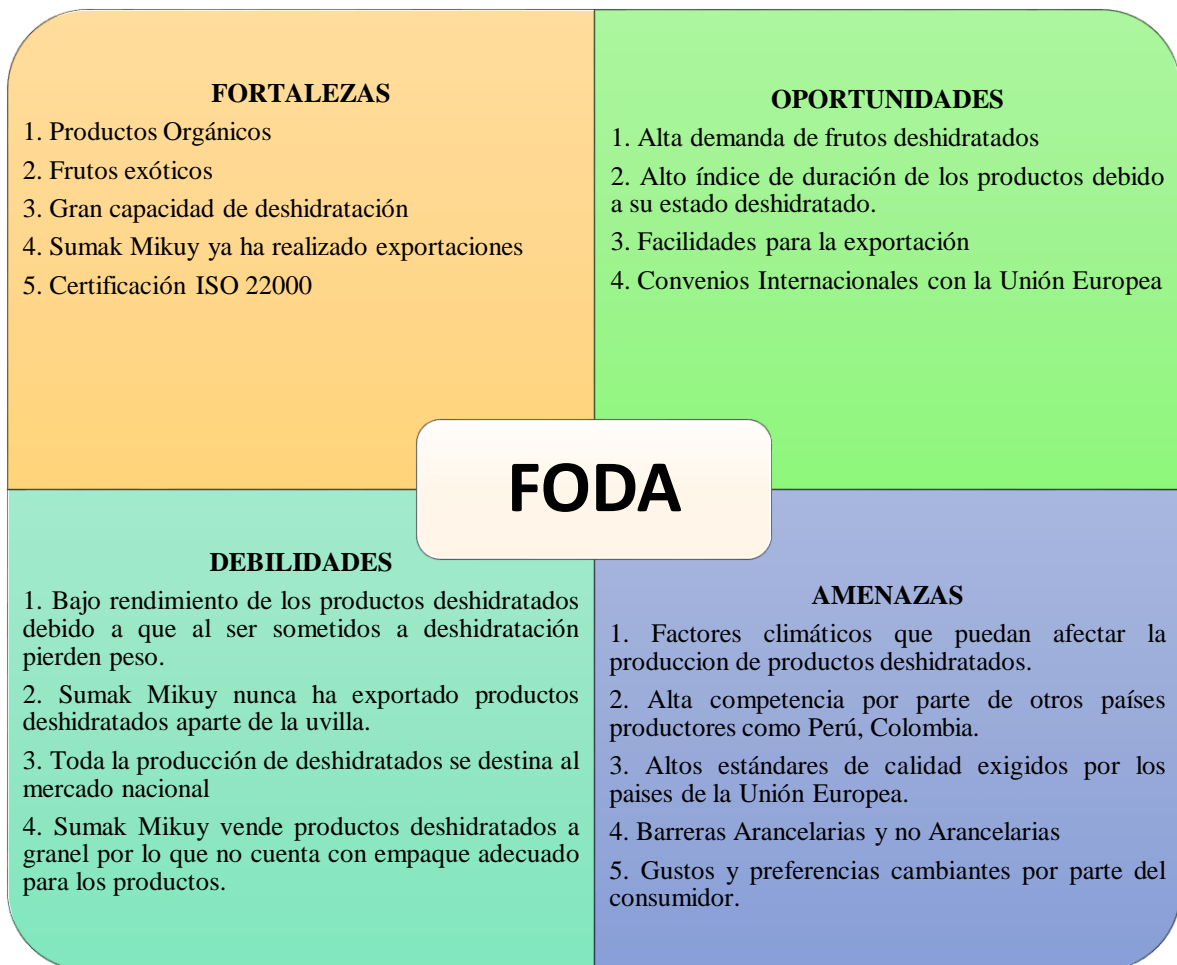 FORTALEZAS
1. Productos Orgánicos
2. Frutos exóticos
3. Gran capacidad de deshidratación
4. Sumak Mikuy ya ha realizado exportaciones
5. Certificación ISO 22000
OPORTUNIDADES
1. Alta demanda de frutos deshidratados
2. Alto índice de duración de los productos debido
a su estado deshidratado.
3. Facilidades para la exportación
4. Convenios Internacionales con la Unión Europea
FODA
DEBILIDADES
1. Bajo rendimiento de los productos deshidratados
debido a que al ser sometidos a deshidratación
pierden peso.
2. Sumak Mikuy nunca ha exportado productos
deshidratados aparte de la uvilla.
3. Toda la producción de deshidratados se destina al
mercado nacional
4. Sumak Mikuy vende productos deshidratados a
granel por lo que no cuenta con empaque adecuado
para los productos.
AMENAZAS
1. Factores climáticos que puedan afectar la
produccion de productos deshidratados.
2. Alta competencia por parte de otros países
productores como Perú, Colombia.
3. Altos estándares de calidad exigidos por los
paises de la Unión Europea.
4. Barreras Arancelarias y no Arancelarias
5. Gustos y preferencias cambiantes por parte del
consumidor.